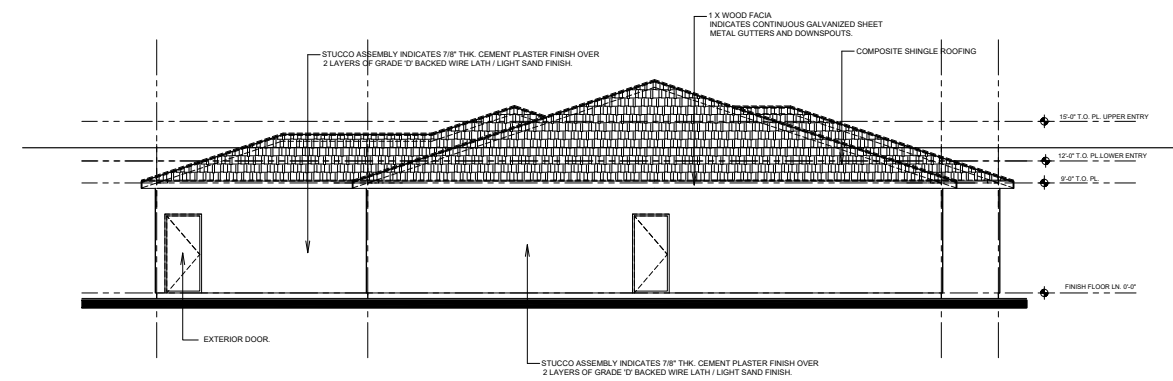 1 X WOOD FACIA
INDICATES CONTINUOUS GALVANIZED SHEET
METAL GUTTERS AND DOWNSPOUTS.
STUCCO ASSEMBLY INDICATES 7/8" THK. CEMENT PLASTER FINISH OVER
2 LAYERS OF GRADE 'D' BACKED WIRE LATH / LIGHT SAND FINISH.
COMPOSITE SHINGLE ROOFING
15'-0" T.O. PL. UPPER ENTRY
12'-0" T.O. PL LOWER ENTRY
9'-0" T.O. PL.
FINISH FLOOR LN. 0'-0"
EXTERIOR DOOR.
STUCCO ASSEMBLY INDICATES 7/8" THK. CEMENT PLASTER FINISH OVER
2 LAYERS OF GRADE 'D' BACKED WIRE LATH / LIGHT SAND FINISH.